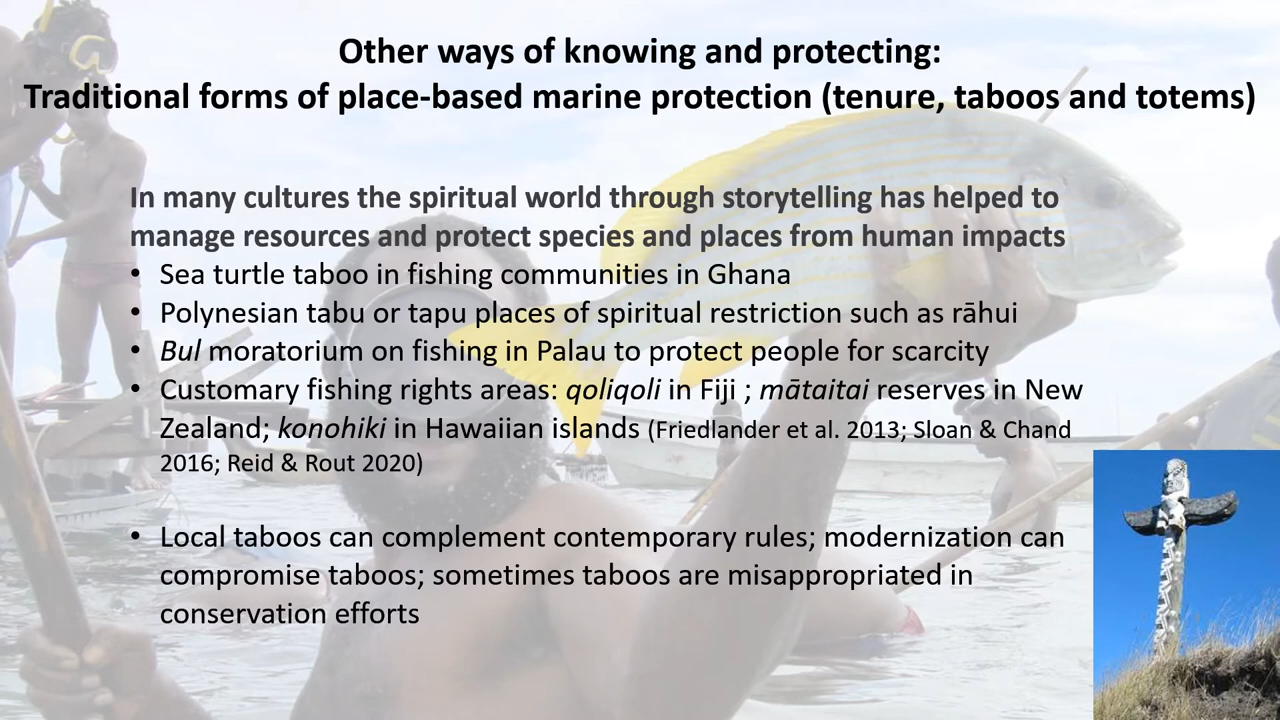 Other ways of knowing and protecting:
Traditional forms of place-based marine protection (tenure, taboos and totems)
In many cultures the spiritual world through storytelling has helped to
manage resources and protect species and places from human impacts
• Sea turtle taboo in fishing communities in Ghana
• Polynesian tabu or tapu places of spiritual restriction such as rāhui
• Bul moratorium on fishing in Palau to protect people for scarcity
• Customary fishing rights areas: qoliqoli in Fiji ; mātaitai reserves in New
Zealand; konohiki in Hawaiian islands (Friedlander et al. 2013; Sloan & Chand
2016; Reid & Rout 2020)
• Local taboos can complement contemporary rules; modernization can
compromise taboos; sometimes taboos are misappropriated in
conservation efforts